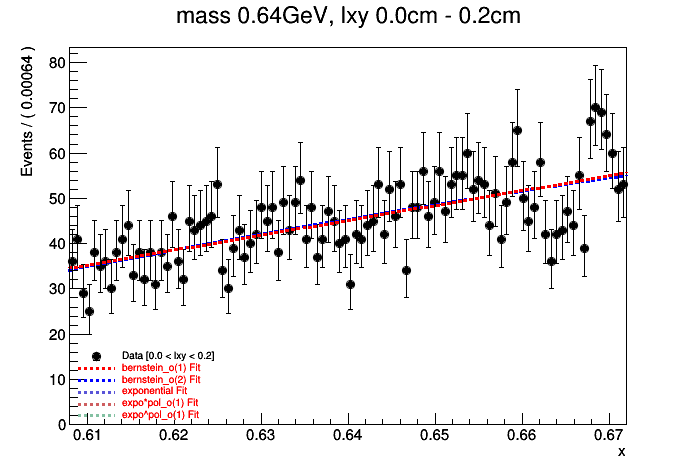 mass 0.64GeV, lxy 0.0cm - 0.2cm
Events / ( 0.00064 )
80
70
60
50
40
30
20
10
0
Data [0.0 < lxy < 0.2]
bernstein_o(1) Fit
bernstein_o(2) Fit
exponential Fit
expo*pol_o(1) Fit
expo^pol_o(1) Fit
0.61 0.62 0.63 0.64 0.65 0.66 0.67
x